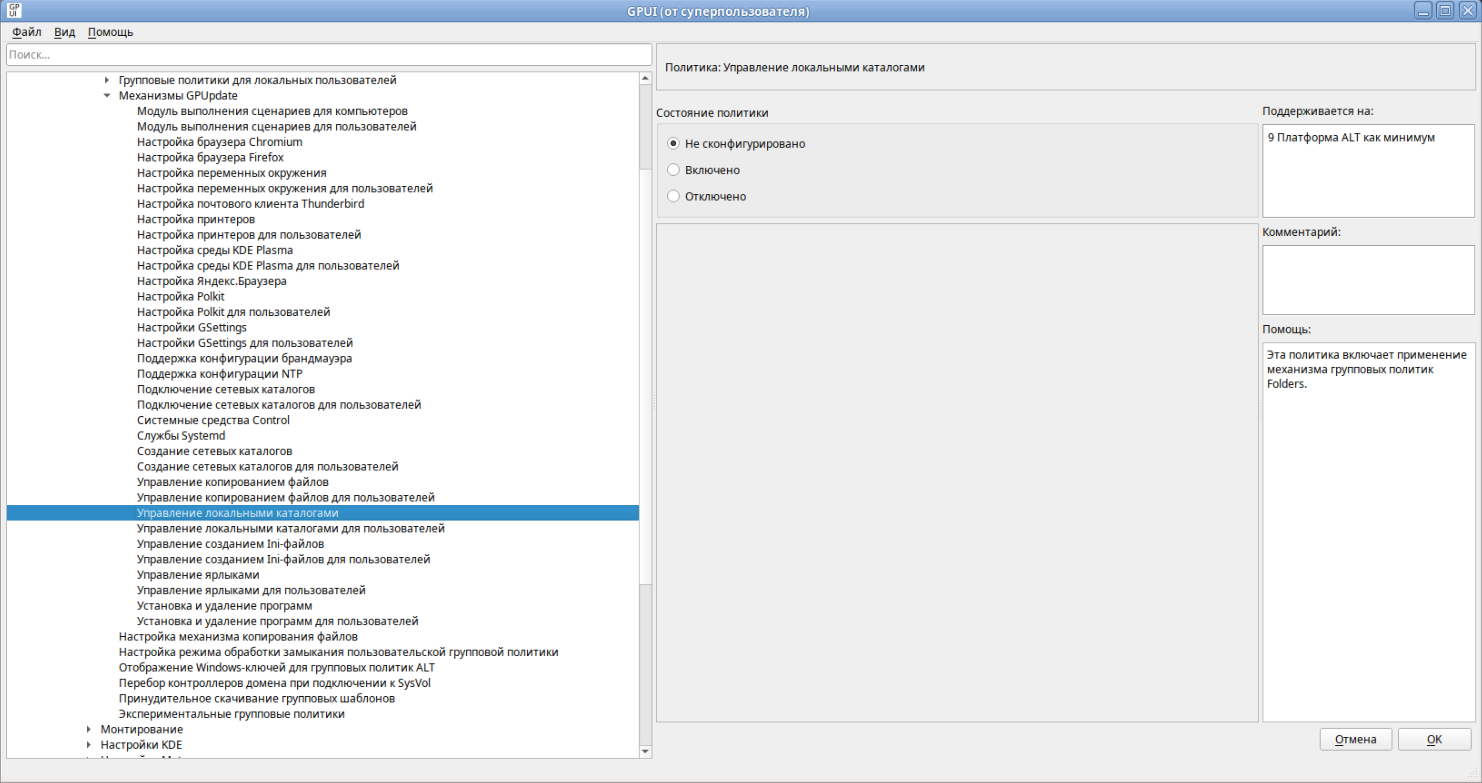 GP
UI
GPUI (от суперпользователя)
Файл Вид Помощь
Поиск...
Групповые политики для локальных пользователей
Механизмы GPUpdate
Модуль выполнения сценариев для компьютеров
Модуль выполнения сценариев для пользователей
Настройка браузера Chromium
Настройка браузера Firefox
Настройка переменных окружения
Настройка переменных окружения для пользователей
Настройка почтового клиента Thunderbird
Настройка принтеров
Настройка принтеров для пользователей
Настройка среды KDE Plasma
Настройка среды KDE Plasma для пользователей
Настройка Яндекс.Браузера
Настройка Polkit
Настройка Polkit для пользователей
Настройки GSettings
Настройки GSettings для пользователей
Поддержка конфигурации брандмауэра
Поддержка конфигурации NTP
Подключение сетевых каталогов
Подключение сетевых каталогов для пользователей
Системные средства Control
Службы Systemd
Создание сетевых каталогов
Создание сетевых каталогов для пользователей
Управление копированием файлов
Управление копированием файлов для пользователей
Управление локальными каталогами
Управление локальными каталогами для пользователей
Управление созданием Ini-файлов
Управление созданием Ini-файлов для пользователей
Управление ярлыками
Управление ярлыками для пользователей
Установка и удаление программ
Установка и удаление программ для пользователей
Настройка механизма копирования файлов
Настройка режима обработки замыкания пользовательской групповой политики
Отображение Windows-ключей для групповых политик ALT
Перебор контроллеров домена при подключении к SysVol
Принудительное скачивание групповых шаблонов
Экспериментальные групповые политики
Монтирование
Настройки KDE
Политика: Управление локальными каталогами
Состояние политики
Не сконфигурировано
Включено
Отключено
Поддерживается на:
9 Платформа ALT как минимум
Комментарий:
Помощь:
Эта политика включает применение
механизма групповых политик
Folders.
Отмена OK